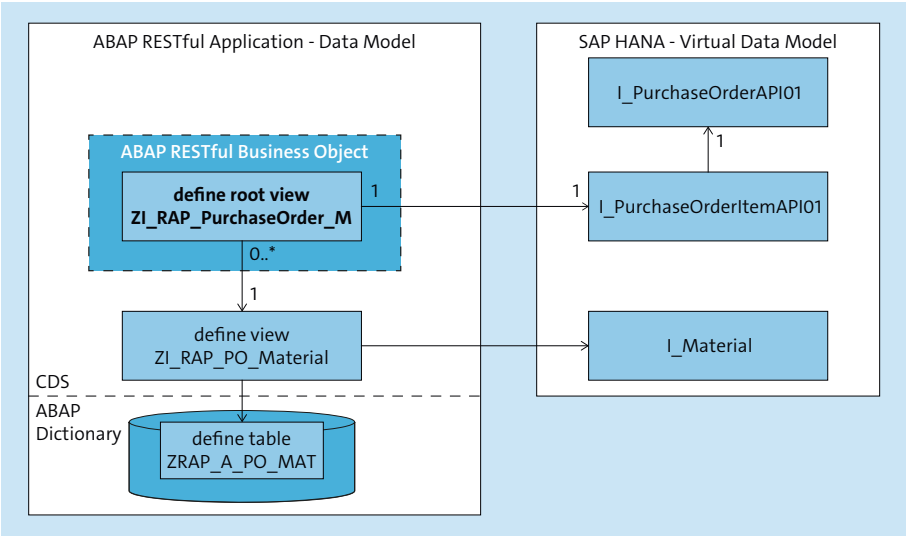 ABAP RESTful Application - Data Model
ABAP RESTful Business Object
define root view
ZI_RAP_PurchaseOrder_M
1
0..*
1
define view
ZI_RAP_PO_Material
CDS
ABAP
Dictionary
define table
ZRAP_A_PO_MAT
SAP HANA - Virtual Data Model
I_PurchaseOrderAPI01
1
1
I_PurchaseOrderItemAPI01
I_Material